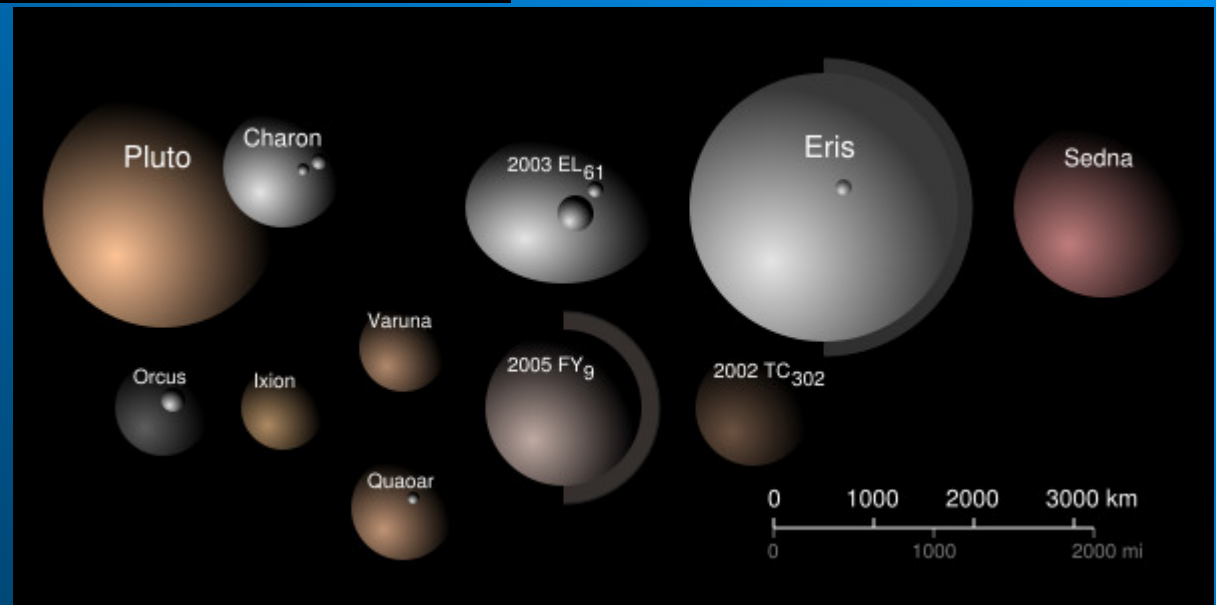 Pluto
Charon
2003 EL61
Eris
Sedna
Varuna
Orcus
Ixion
2005 FY9
2002 TC302
Quaoar
0 1000 2000 3000 km
0 1000 2000 mi